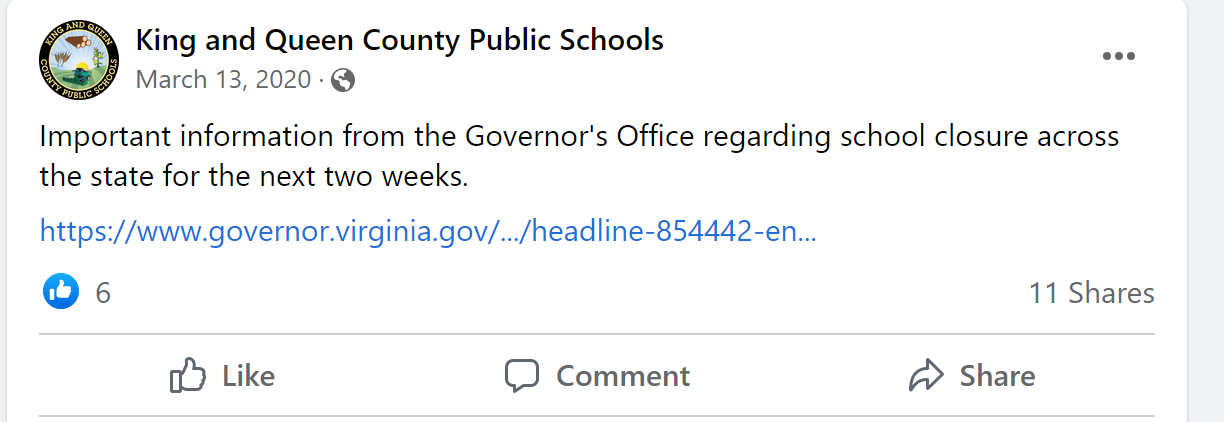 KING AND QUEEN
COUNTY PUBLIC SCHOOLS
King and Queen County Public Schools
March 13, 2020 ·
Important information from the Governor's Office regarding school closure across
the state for the next two weeks.
https://www.governor.virginia.gov/.../headline-854442-en...
6
11 Shares
Like
Comment
Share